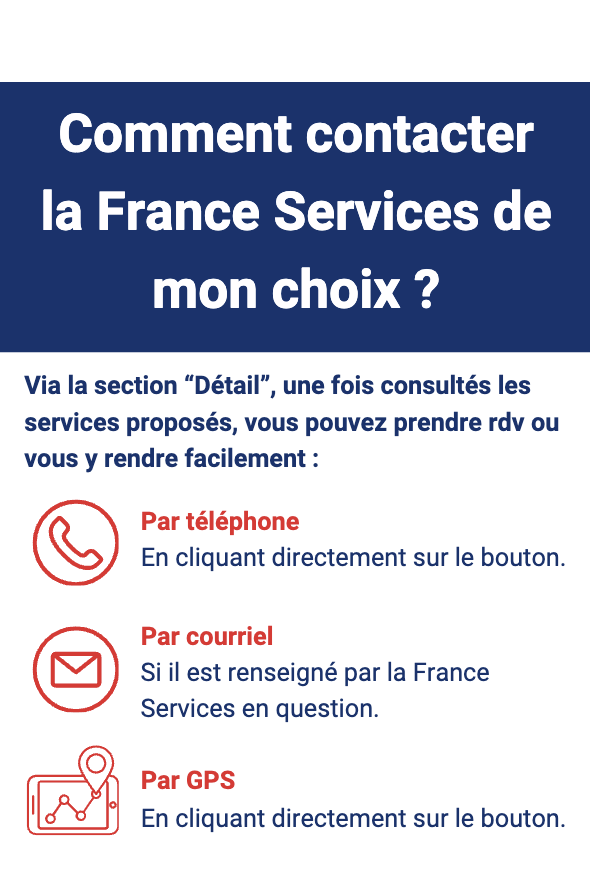 Comment contacter
la France Services de
mon choix ?
Via la section “Détail”, une fois consultés les
services proposés, vous pouvez prendre rdv ou
vous y rendre facilement :
Par téléphone
En cliquant directement sur le bouton.
Par courriel
Si il est renseigné par la France
Services en question.
Par GPS
En cliquant directement sur le bouton.